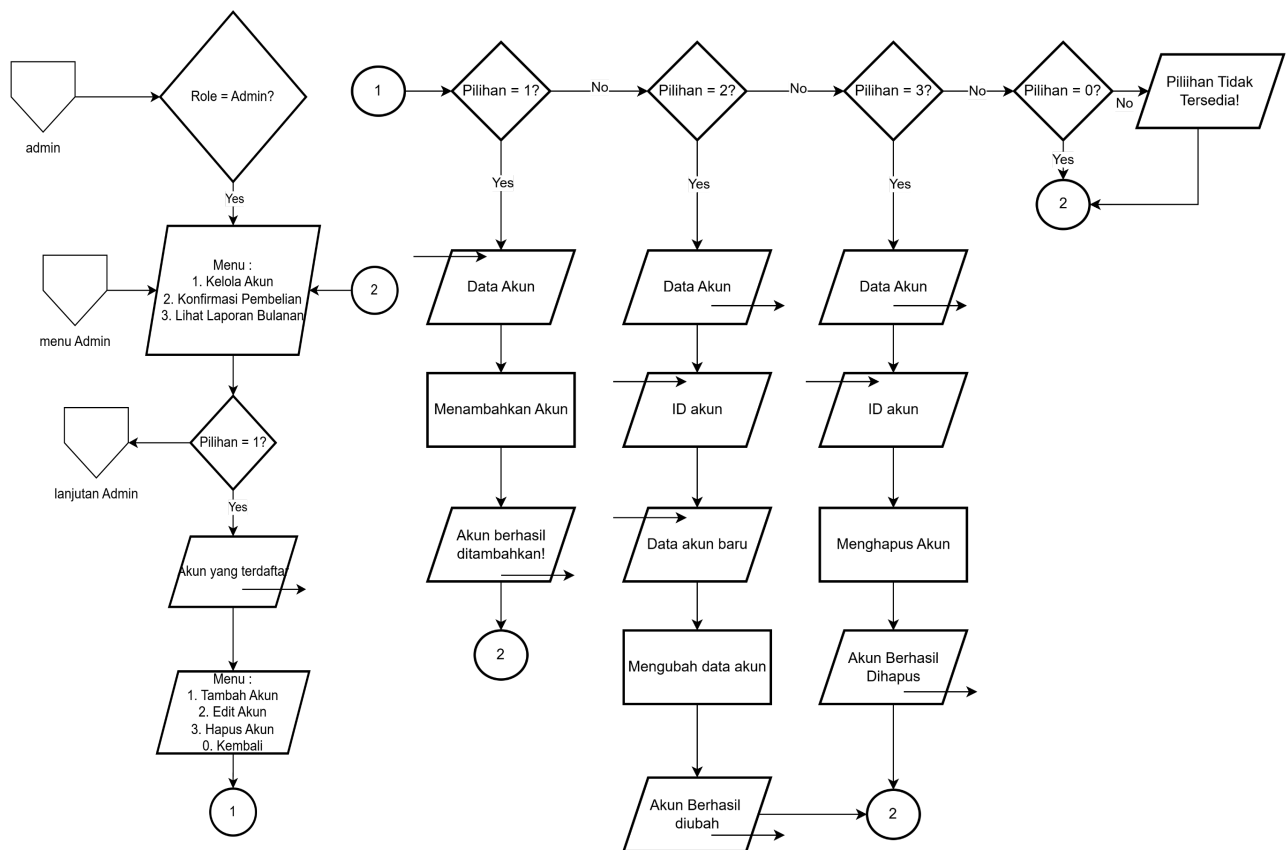 admin
Role = Admin?
Yes
Menu :
1. Kelola Akun
2. Konfirmasi Pembelian
3. Lihat Laporan Bulanan
menu Admin
2
Pilihan = 1?
lanjutan Admin
Yes
Akun yang terdaftar
Menu :
1. Tambah Akun
2. Edit Akun
3. Hapus Akun
0. Kembali
1
1
Pilihan = 1?
No
Pilihan = 2?
No
Pilihan = 3?
No
Pilihan = 0?
No
Piliihan Tidak
Tersedia!
Yes
2
Yes
Data Akun
Menambahkan Akun
Akun berhasil
ditambahkan!
2
Yes
Data Akun
ID akun
Data akun baru
Mengubah data akun
Akun Berhasil
diubah
Yes
Data Akun
ID akun
Menghapus Akun
Akun Berhasil
Dihapus
2